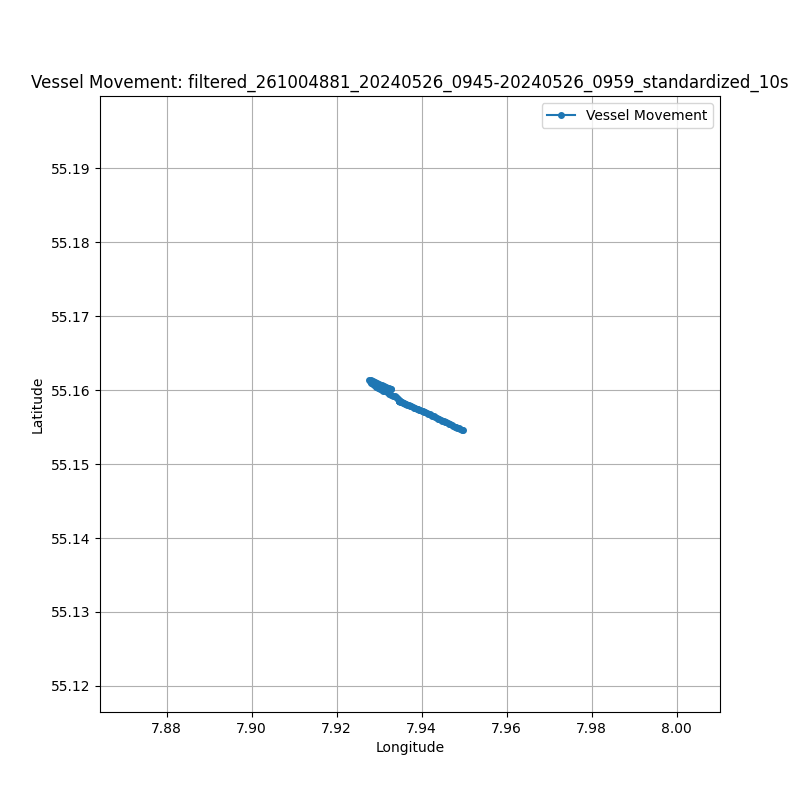 Vessel Movement: filtered_261004881_20240526_0945-20240526_0959_standardized_10s
Vessel Movement
55.19
55.18
55.17
55.16
55.15
55.14
55.13
55.12
Latitude
7.88 7.90 7.92 7.94 7.96 7.98 8.00
Longitude